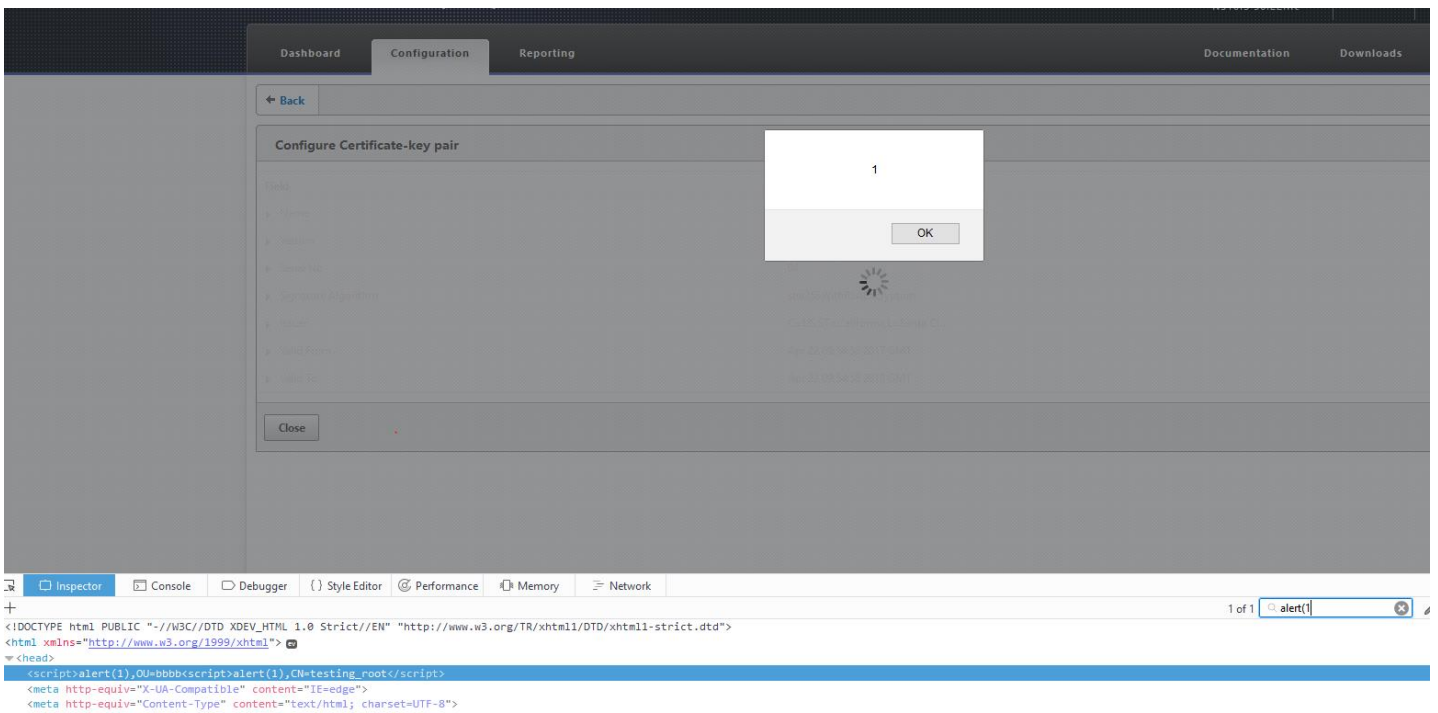 Dashboard Configuration Reporting Documentation Downloads
Back
Configure Certificate-key pair
1
OK
Close
Inspector Console Debugger { } Style Editor Performance Memory Network
+ 1 of 1 alert(1
<!DOCTYPE html PUBLIC "-//W3C//DTD XDEV_HTML 1.0 Strict//EN" "http://www.w3.org/TR/xhtml1/DTD/xhtml1-strict.dtd">
<html xmlns="http://www.w3.org/1999/xhtml"> ev
<head>
<script>alert(1),OU=bbbb<script>alert(1),CN=testing_root</script>
<meta http-equiv="X-UA-Compatible" content="IE=edge">
<meta http-equiv="Content-Type" content="text/html; charset=UTF-8">